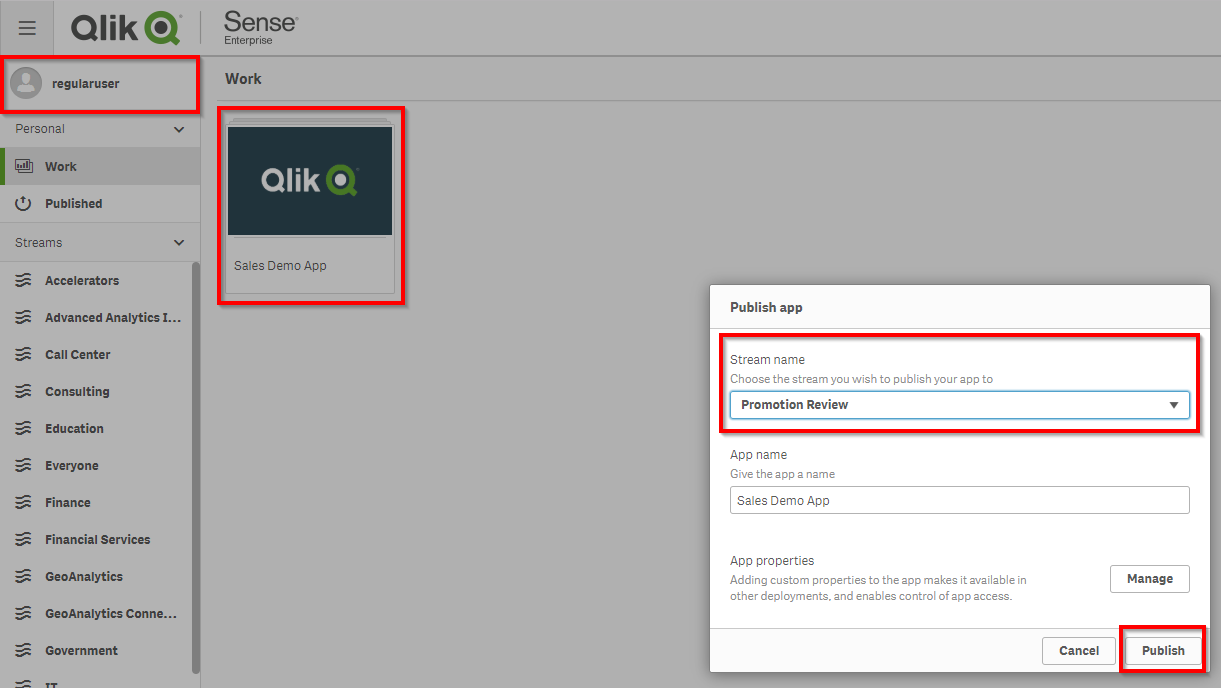 Qlik
Sense®
Enterprise
regularuser
Work
Personal
Work
Published
Streams
Accelerators
Advanced Analytics I...
Call Center
Consulting
Education
Everyone
Finance
Financial Services
GeoAnalytics
GeoAnalytics Conne...
Government
IT
Qlik
Sales Demo App
Publish app
Stream name
Choose the stream you wish to publish your app to
Promotion Review
App name
Give the app a name
Sales Demo App
App properties
Adding custom properties to the app makes it available in
other deployments, and enables control of app access.
Manage
Cancel
Publish